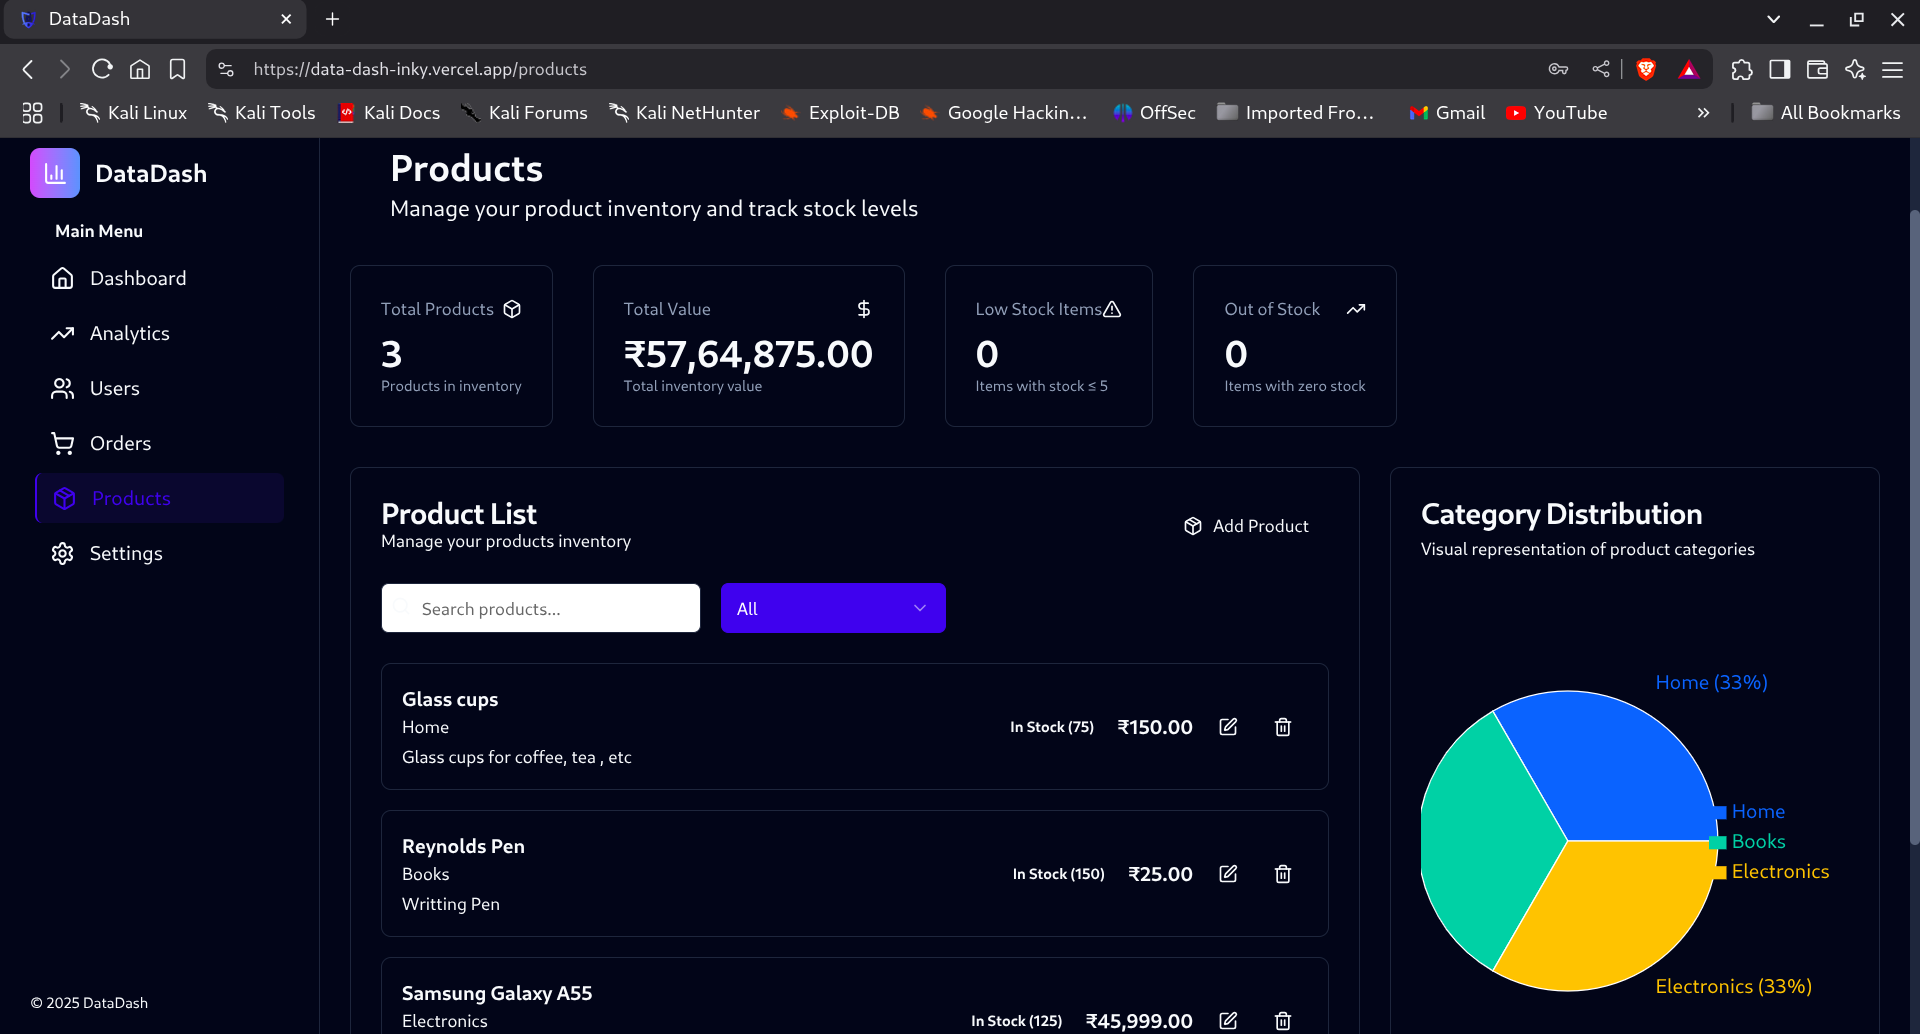 DataDash
https://data-dash-inky.vercel.app/products
Kali Linux
Kali Tools
Kali Docs
Kali Forums
Kali NetHunter
Exploit-DB
Google Hackin...
OffSec
Imported Fro...
Gmail
YouTube
All Bookmarks
DataDash
Main Menu
Dashboard
Analytics
Users
Orders
Products
Settings
© 2025 DataDash
Products
Manage your product inventory and track stock levels
Total Products
3
Products in inventory
Total Value
₹57,64,875.00
Total inventory value
Low Stock Items
0
Items with stock ≤ 5
Out of Stock
0
Items with zero stock
Product List
Manage your products inventory
Add Product
Search products...
All
Glass cups
Home
Glass cups for coffee, tea , etc
In Stock (75)
₹150.00
Reynolds Pen
Books
Writting Pen
In Stock (150)
₹25.00
Samsung Galaxy A55
Electronics
In Stock (125)
₹45,999.00
Category Distribution
Visual representation of product categories
Home (33%)
Home
Books
Electronics
Electronics (33%)